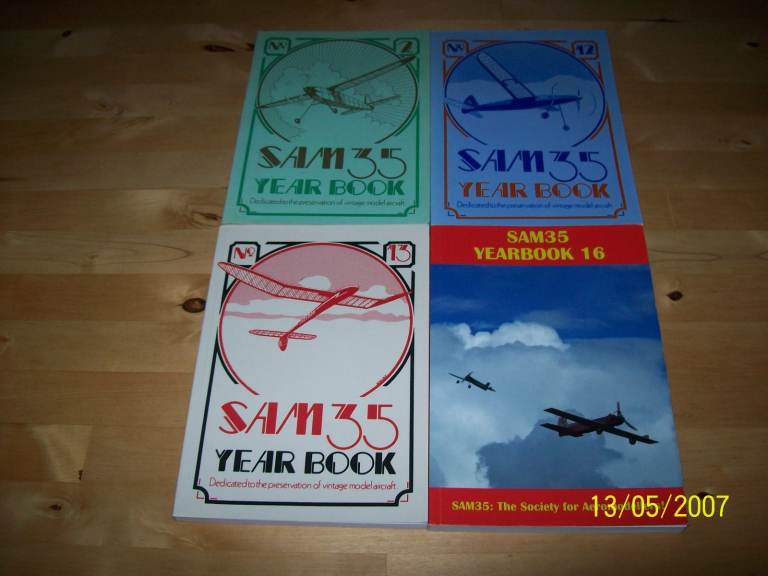 No 2
SAM 35
YEAR BOOK
Dedicated to the preservation of vintage model aircraft
No 12
SAM 35
YEAR BOOK
Dedicated to the preservation of vintage model aircraft
No 13
SAM 35
YEAR BOOK
Dedicated to the preservation of vintage model aircraft
SAM35
YEARBOOK 16
SAM35: The Society for
13/05/2007